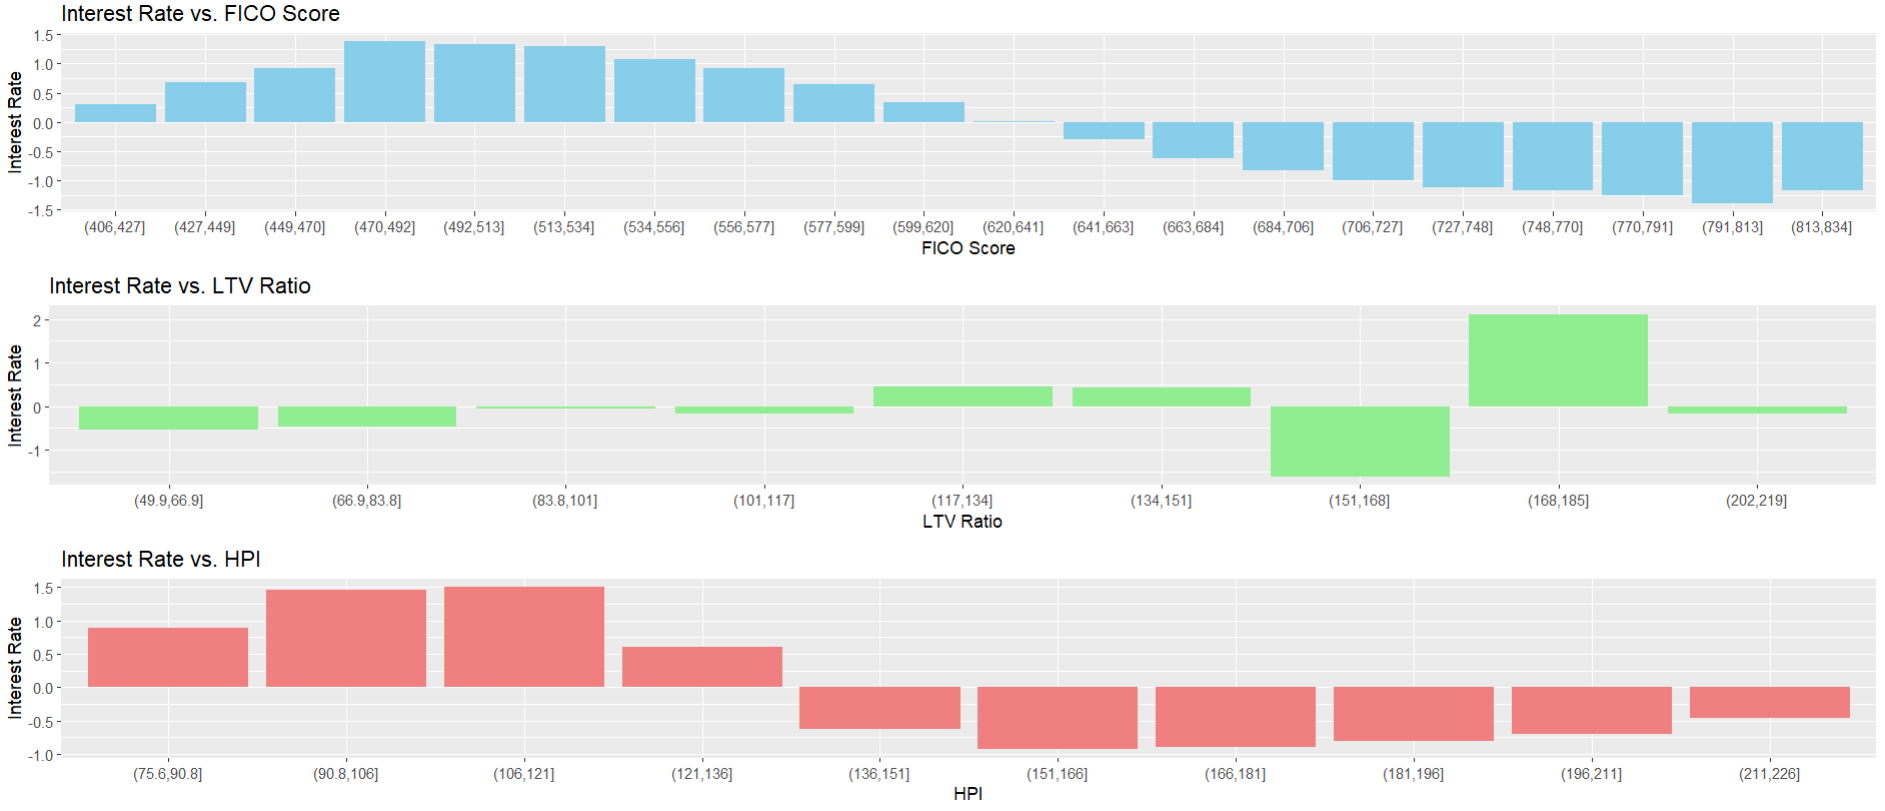 Interest Rate vs. FICO Score
Interest Rate
1.5
1.0
0.5
0.0
-0.5
-1.0
-1.5
(406,427] (427,449] (449,470] (470,492] (492,513] (513,534] (534,556] (556,577] (577,599] (599,620] (620,641] (641,663] (663,684] (684,706] (706,727] (727,748] (748,770] (770,791] (791,813] (813,834]
FICO Score
Interest Rate vs. LTV Ratio
Interest Rate
2
1
0
-1
(49.9,66.9] (66.9,83.8] (83.8,101] (101,117] (117,134] (134,151] (151,168] (168,185] (202,219]
LTV Ratio
Interest Rate vs. HPI
Interest Rate
1.5
1.0
0.5
0.0
-0.5
-1.0
(75.6,90.8] (90.8,106] (106,121] (121,136] (136,151] (151,166] (166,181] (181,196] (196,211] (211,226]
HPI